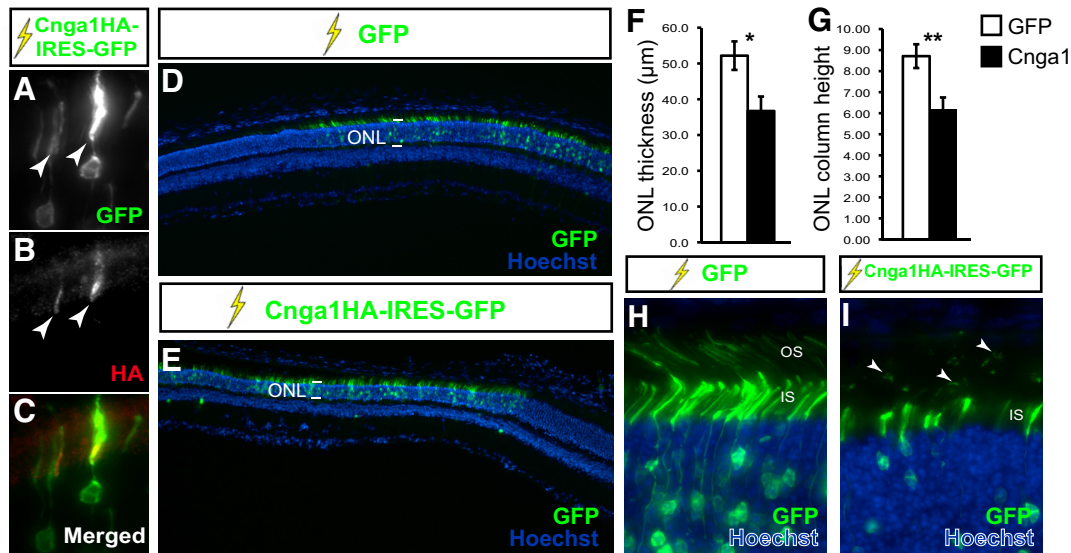 Cnga1HA-
IRES-GFP
A
GFP
B
HA
C
Merged
GFP
D
ONL
GFP
Hoechst
Cnga1HA-IRES-GFP
E
ONL
GFP
Hoechst
F
60.0
50.0
40.0
30.0
20.0
10.0
0.0
ONL thickness (µm)
*
G
10.00
9.00
8.00
7.00
6.00
5.00
4.00
3.00
2.00
1.00
0.00
ONL column height
**
GFP
Cnga1
GFP
H
OS
IS
GFP
Hoechst
Cnga1HA-IRES-GFP
I
IS
GFP
Hoechst